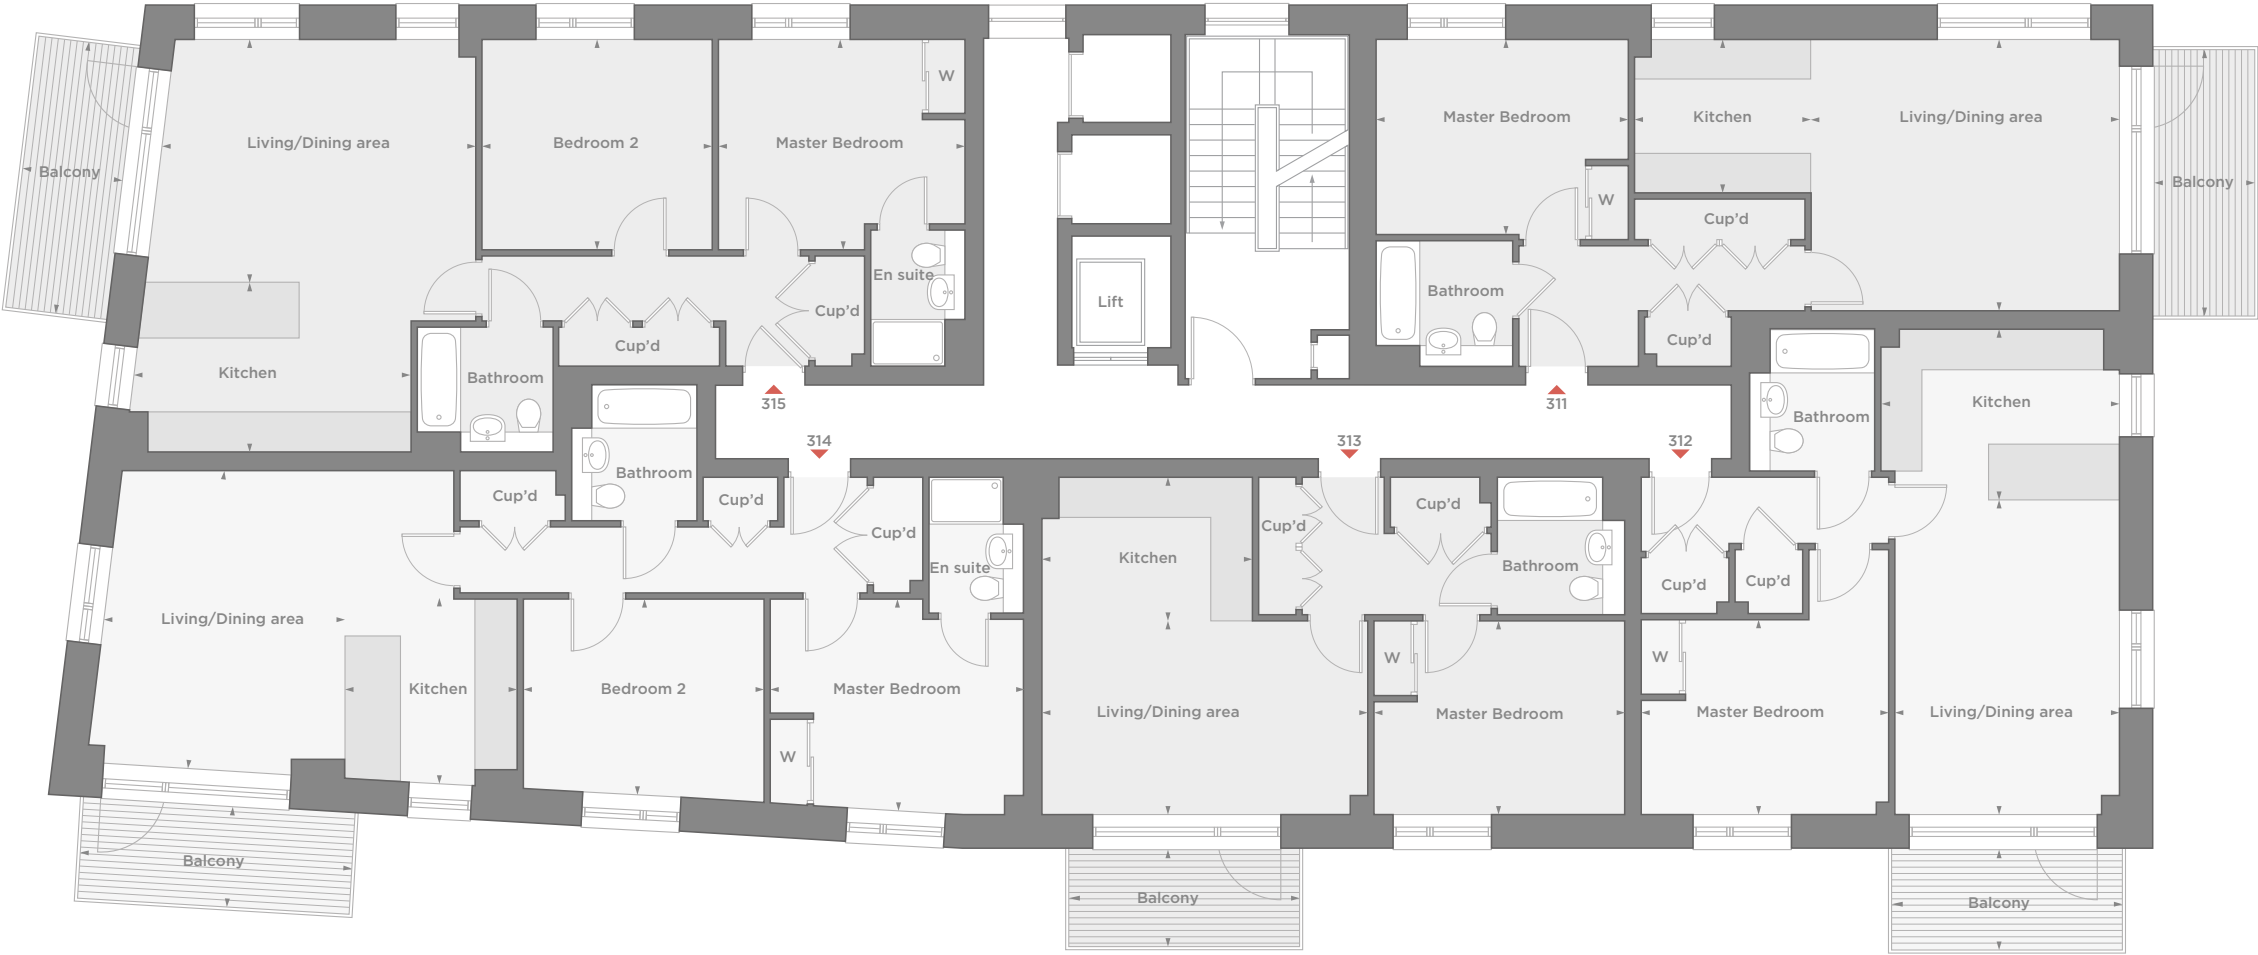 W
Living/Dining area
Bedroom 2
Master Bedroom
Balcony
En suite
Cup'd
Cup'd
Kitchen
Bathroom
315
Lift
Master Bedroom
Kitchen
Living/Dining area
Balcony
W
Cup'd
Bathroom
Cup'd
311
314
313
312
Cup'd
Bathroom
Cup'd
Cup'd
En suite
Living/Dining area
Kitchen
Bedroom 2
Master Bedroom
W
Balcony
Cup'd
Cup'd
Kitchen
Bathroom
W
Living/Dining area
Master Bedroom
Balcony
Bathroom
Kitchen
Cup'd
Cup'd
W
Master Bedroom
Living/Dining area
Balcony